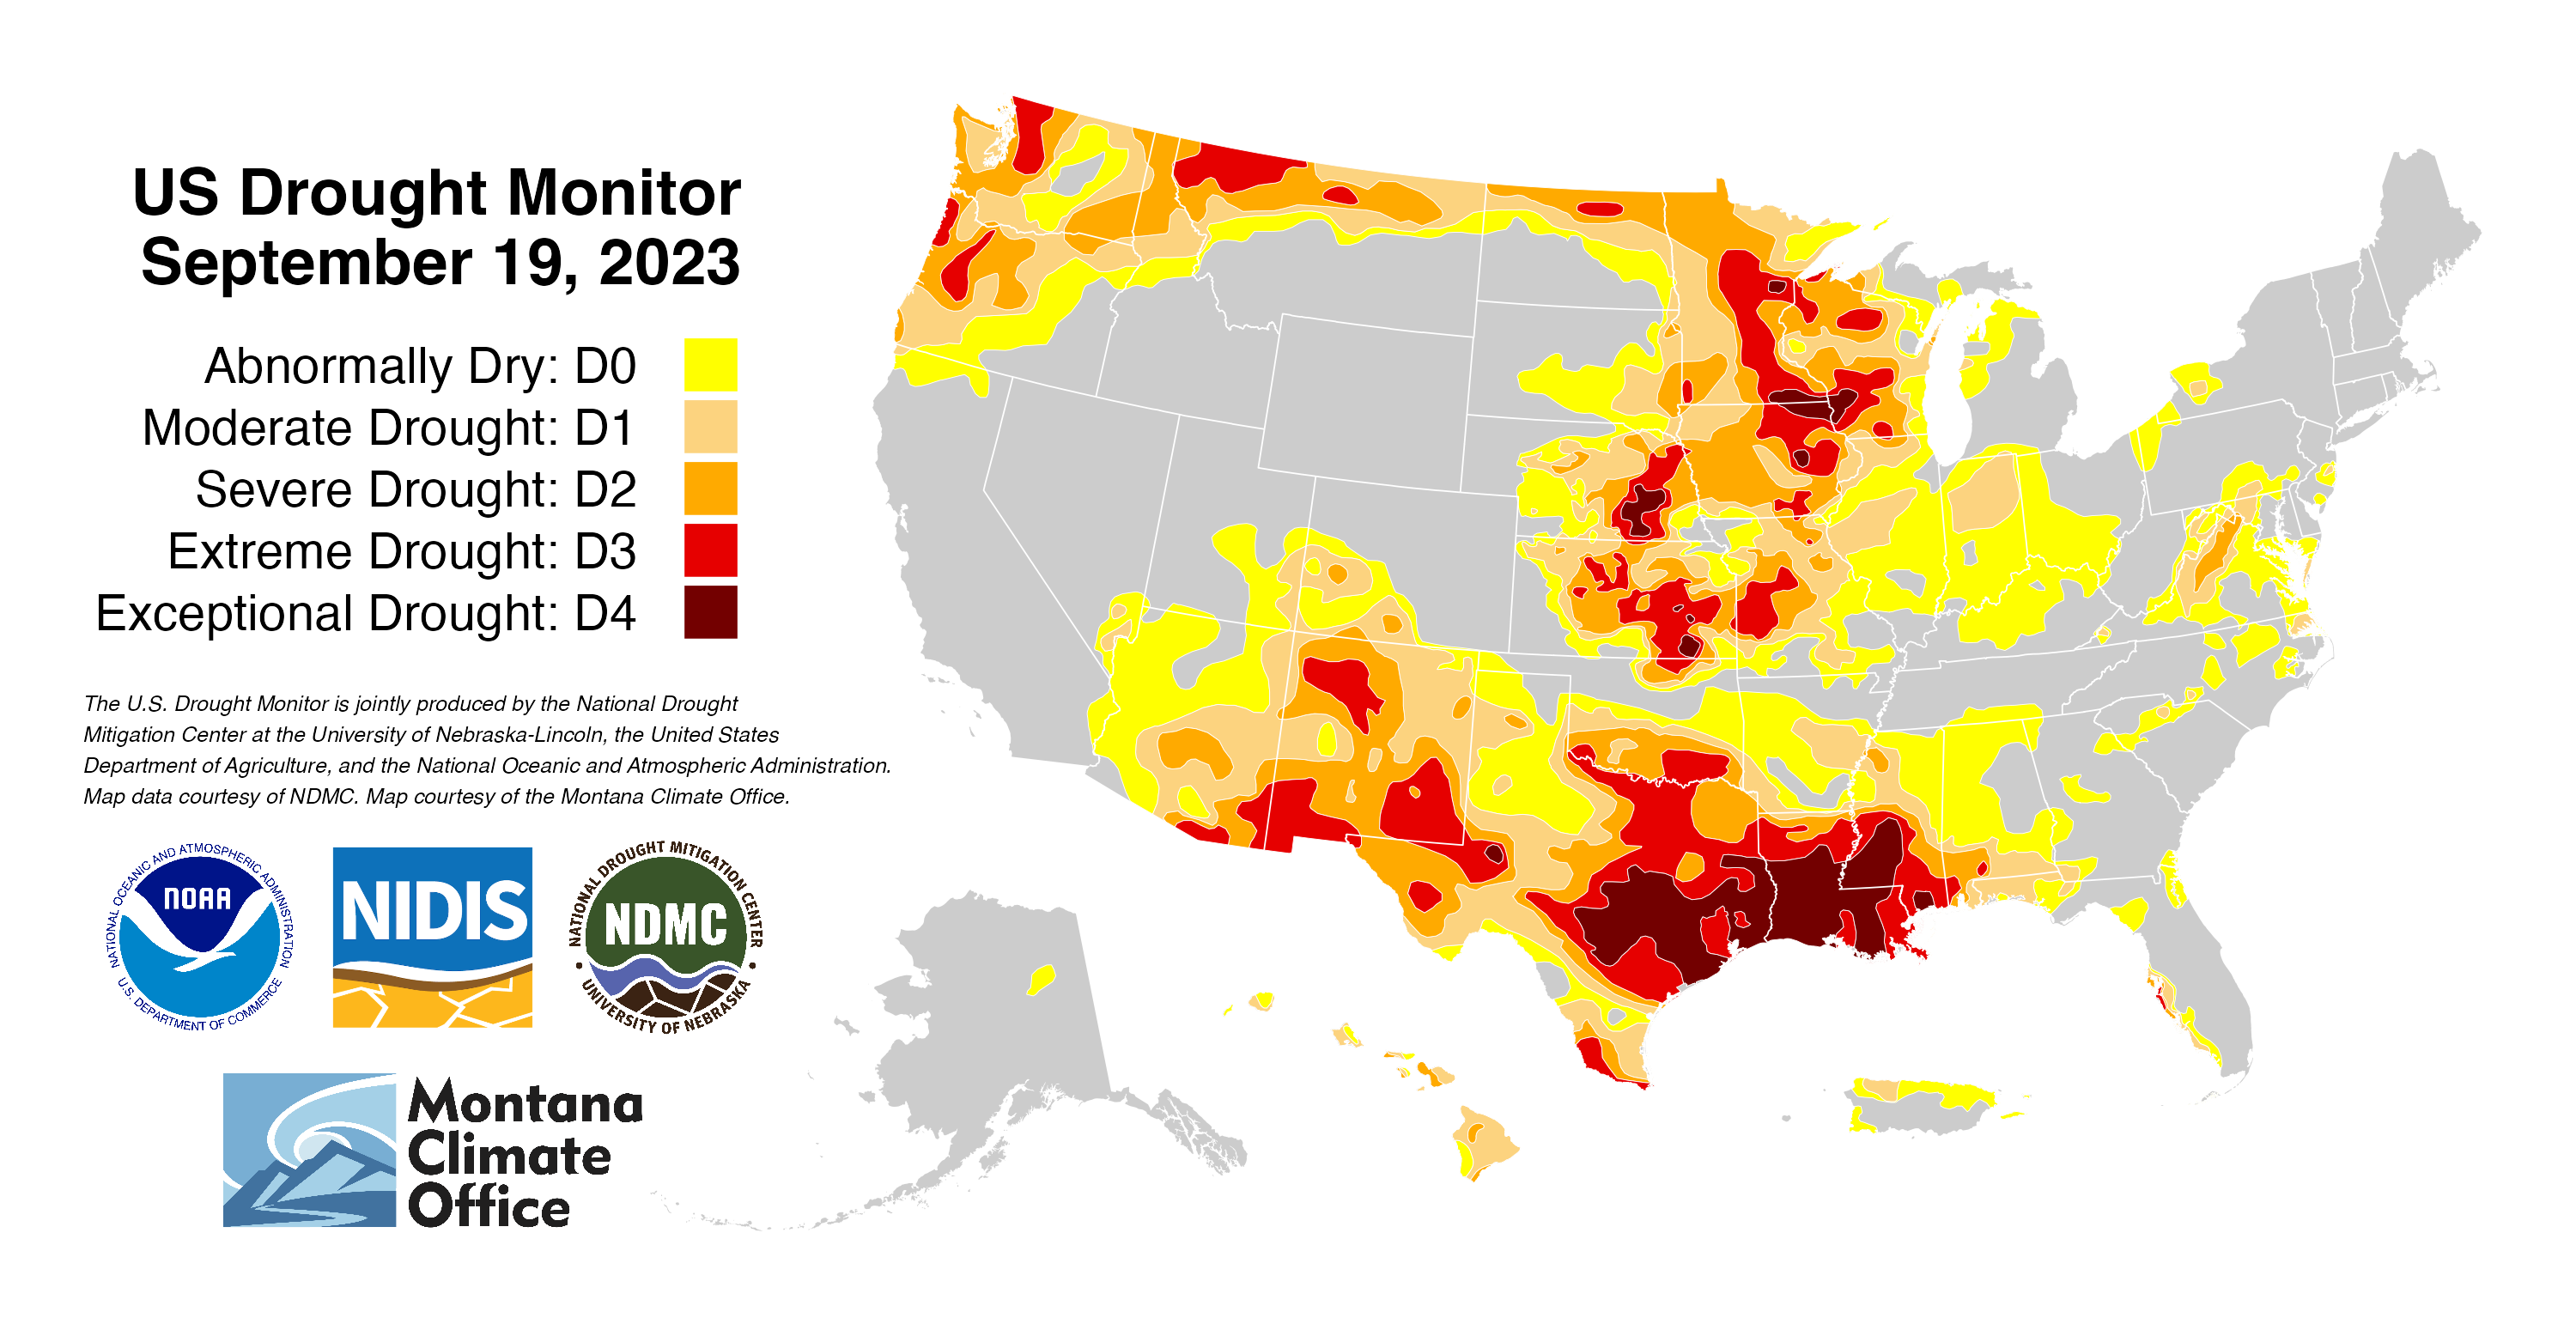 US Drought Monitor
September 19, 2023
Abnormally Dry: D0
Moderate Drought: D1
Severe Drought: D2
Extreme Drought: D3
Exceptional Drought: D4
The U.S. Drought Monitor is jointly produced by the National Drought
Mitigation Center at the University of Nebraska-Lincoln, the United States
Department of Agriculture, and the National Oceanic and Atmospheric Administration.
Map data courtesy of NDMC. Map courtesy of the Montana Climate Office.
NATIONAL OCEANIC AND ATMOSPHERIC ADMINISTRATION
NOAA
U.S. DEPARTMENT OF COMMERCE
NIDIS
NATIONAL DROUGHT MITIGATION CENTER
NDMC
UNIVERSITY OF NEBRASKA
Montana
Climate
Office